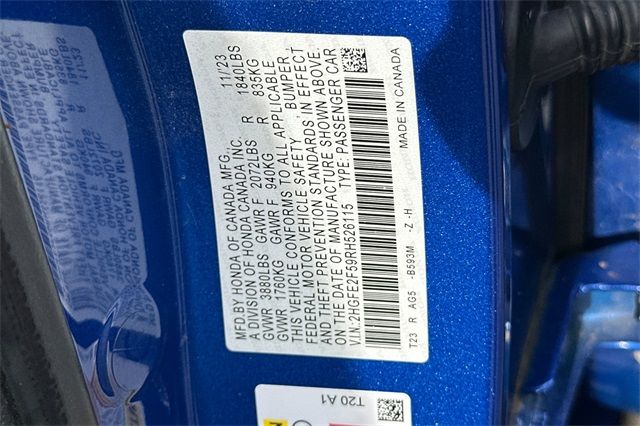 MFD.BY HONDA OF CANADA MFG., 11/'23
A DIVISION OF HONDA CANADA INC.
GVWR 3880LBS GAWR F 2072LBS R 1840LBS
GVWR 1760KG GAWR F 940KG R 835KG
THIS VEHICLE CONFORMS TO ALL APPLICABLE
FEDERAL MOTOR VEHICLE SAFETY , BUMPER ,
AND THEFT PREVENTION STANDARDS IN EFFECT
ON THE DATE OF MANUFACTURE SHOWN ABOVE.
V.I.N.:2HGFE2F59RH526115 TYPE: PASSENGER CAR
T23 R AG5 -B593M -Z -H MADE IN CANADA
T20 A1